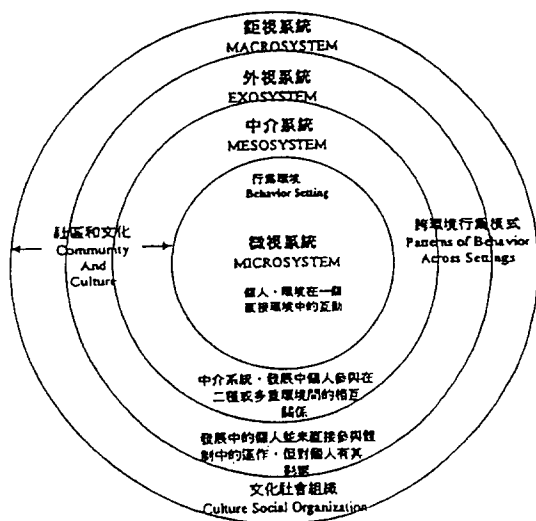 鉅視系統
MACROSYSTEM
外視系統
EXOSYSTEM
中介系統
MESOSYSTEM
行為環境
Behavior Setting
社區和文化
Community
And
Culture
微視系統
MICROSYSTEM
跨環境行為模式
Patterns of Behavior
Across Settings
個人、環境在一個
直接環境中的互動
中介系統，發展中個人參與在
二種或多重環境間的相互
關係
發展中的個人並未直接參與體
制中的運作，但對個人有其
影響
文化社會組織
Culture Social Organization